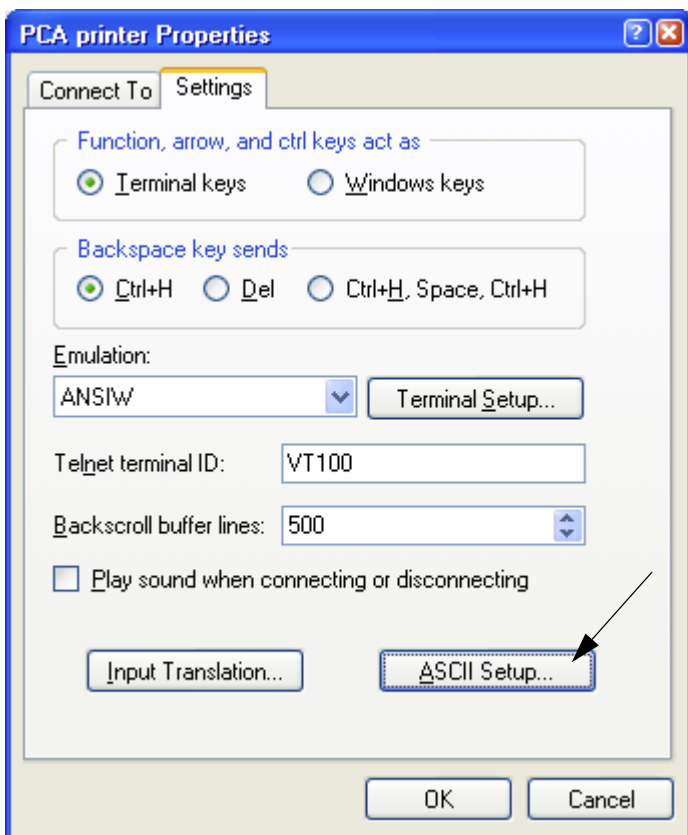 PCA printer Properties
Connect To Settings
Function, arrow, and ctrl keys act as
Terminal keys Windows keys
Backspace key sends
Ctrl+H Del Ctrl+H, Space, Ctrl+H
Emulation:
ANSIW Terminal Setup...
Telnet terminal ID: VT100
Backscroll buffer lines: 500
Play sound when connecting or disconnecting
Input Translation... ASCII Setup...
OK Cancel